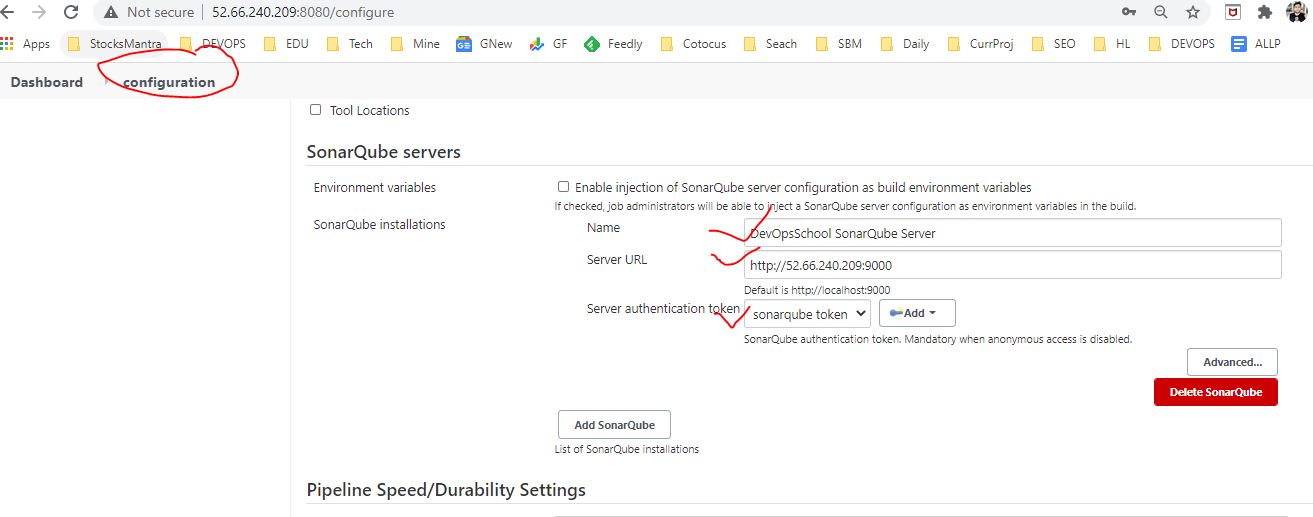 Not secure | 52.66.240.209:8080/configure
Apps StocksMantra DEVOPS EDU Tech Mine GNew GF Feedly Cotocus Seach SBM Daily CurrProj SEO HL DEVOPS ALLP
Dashboard configuration
Tool Locations
SonarQube servers
Environment variables
Enable injection of SonarQube server configuration as build environment variables
If checked, job administrators will be able to inject a SonarQube server configuration as environment variables in the build.
SonarQube installations
Name
DevOpsSchool SonarQube Server
Server URL
http://52.66.240.209:9000
Default is http://localhost:9000
Server authentication token
sonarqube token Add
SonarQube authentication token. Mandatory when anonymous access is disabled.
Advanced...
Delete SonarQube
Add SonarQube
List of SonarQube installations
Pipeline Speed/Durability Settings